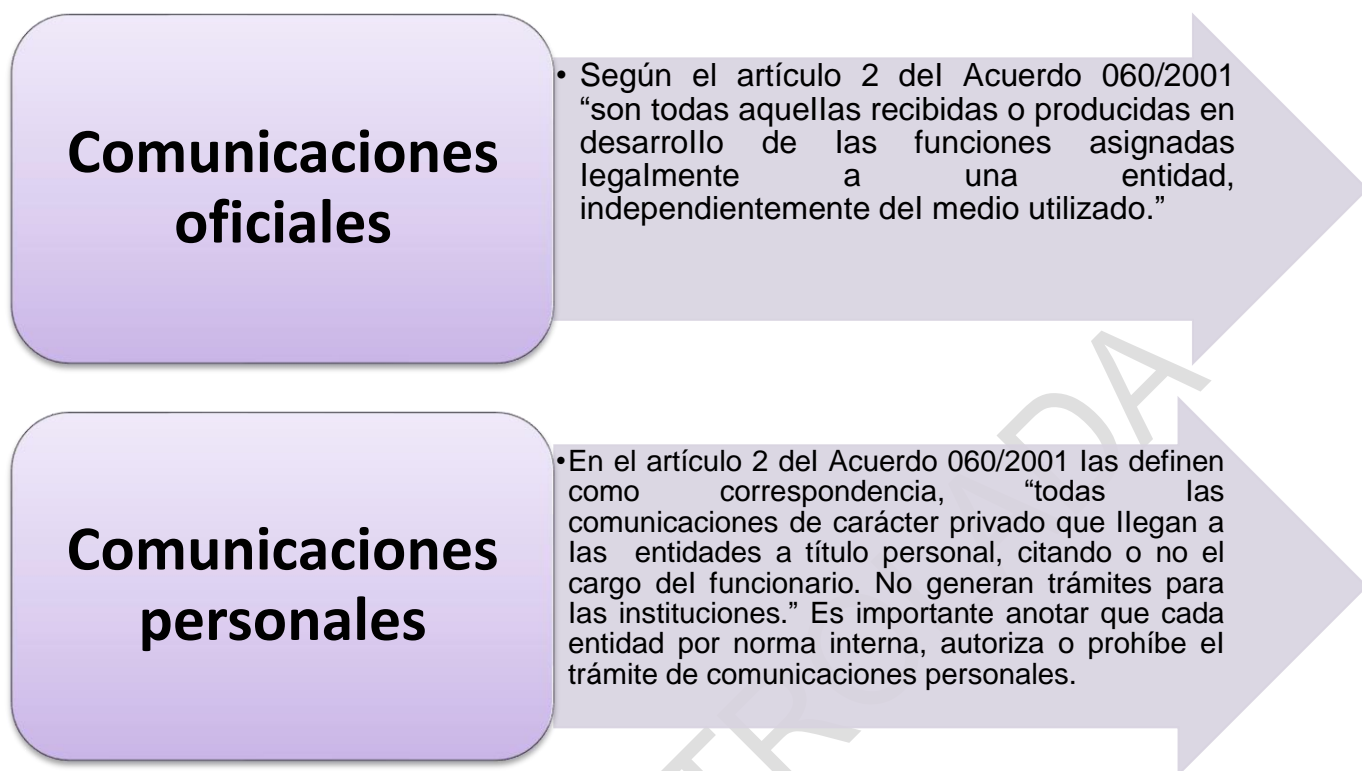 Comunicaciones
oficiales
• Según el artículo 2 del Acuerdo 060/2001
“son todas aquellas recibidas o producidas en
desarrollo de las funciones asignadas
legalmente a una entidad,
independientemente del medio utilizado.”
Comunicaciones
personales
•En el artículo 2 del Acuerdo 060/2001 las definen
como correspondencia, “todas las
comunicaciones de carácter privado que llegan a
las entidades a título personal, citando o no el
cargo del funcionario. No generan trámites para
las instituciones.” Es importante anotar que cada
entidad por norma interna, autoriza o prohíbe el
trámite de comunicaciones personales.